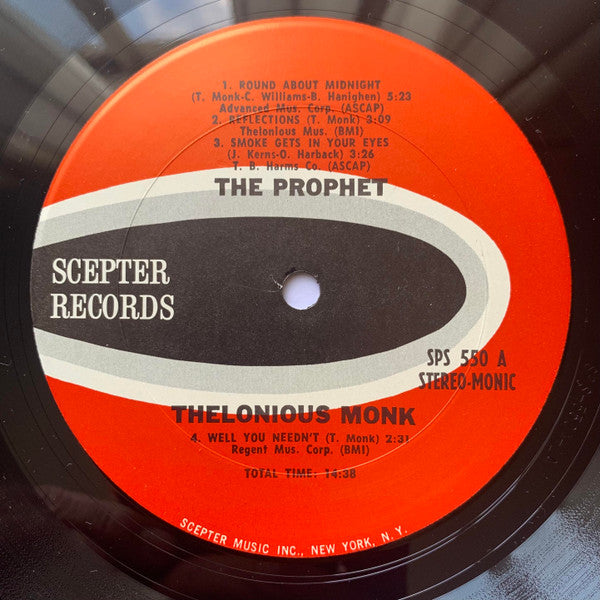 1. ROUND ABOUT MIDNIGHT
(T. Monk-C. Williams-B. Hanighen) 5:23
Advanced Mus. Corp. (ASCAP)
2. REFLECTIONS (T. Monk) 3:09
Thelonious Mus. (BMI)
3. SMOKE GETS IN YOUR EYES
(J. Kerns-O. Harback) 3:26
T. B. Harms Co. (ASCAP)
THE PROPHET
SCEPTER
RECORDS
SPS 550 A
STEREO-MONIC
THELONIOUS MONK
4. WELL YOU NEEDN'T (T. Monk) 2:31
Regent Mus. Corp. (BMI)
TOTAL TIME: 14:38
SCEPTER MUSIC INC., NEW YORK, N. Y.